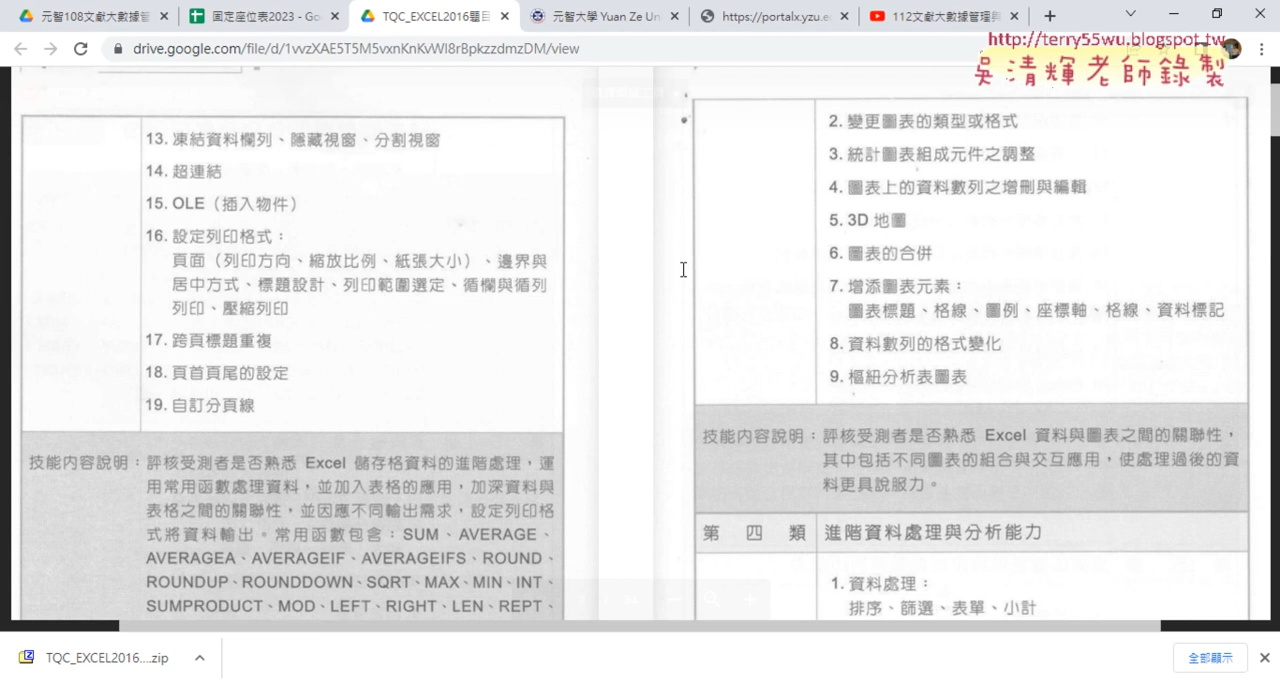 元智108文獻大數據管
固定座位表2023 - Go
TQC_EXCEL2016題目
元智大學 Yuan Ze Un
https://portalx.yzu.e
112文獻大數據管理與
drive.google.com/file/d/1vvzXAE5T5M5vxnKnKvWl8rBpkzzdmzDM/view
http://terry55wu.blogspot.tw
吳清輝老師錄製
13. 凍結資料欄列、隱藏視窗、分割視窗
14. 超連結
15. OLE（插入物件）
16. 設定列印格式：
頁面（列印方向、縮放比例、紙張大小）、邊界與
居中方式、標題設計、列印範圍選定、循欄與循列
列印、壓縮列印
17. 跨頁標題重複
18. 頁首頁尾的設定
19. 自訂分頁線
技能內容說明：評核受測者是否熟悉 Excel 儲存格資料的進階處理，運
用常用函數處理資料，並加入表格的應用，加深資料與
表格之間的關聯性，並因應不同輸出需求，設定列印格
式將資料輸出。常用函數包含：SUM、AVERAGE、
AVERAGEA、AVERAGEIF、AVERAGEIFS、ROUND、
ROUNDUP、ROUNDDOWN、SQRT、MAX、MIN、INT、
SUMPRODUCT、MOD、LEFT、RIGHT、LEN、REPT、
2. 變更圖表的類型或格式
3. 統計圖表組成元件之調整
4. 圖表上的資料數列之增刪與編輯
5. 3D 地圖
6. 圖表的合併
7. 增添圖表元素：
圖表標題、格線、圖例、座標軸、格線、資料標記
8. 資料數列的格式變化
9. 樞紐分析表圖表
技能內容說明：評核受測者是否熟悉 Excel 資料與圖表之間的關聯性，
其中包括不同圖表的組合與交互應用，使處理過後的資
料更具說服力。
第 四 類 進階資料處理與分析能力
1. 資料處理：
排序、篩選、表單、小計
TQC_EXCEL2016....zip
全部顯示